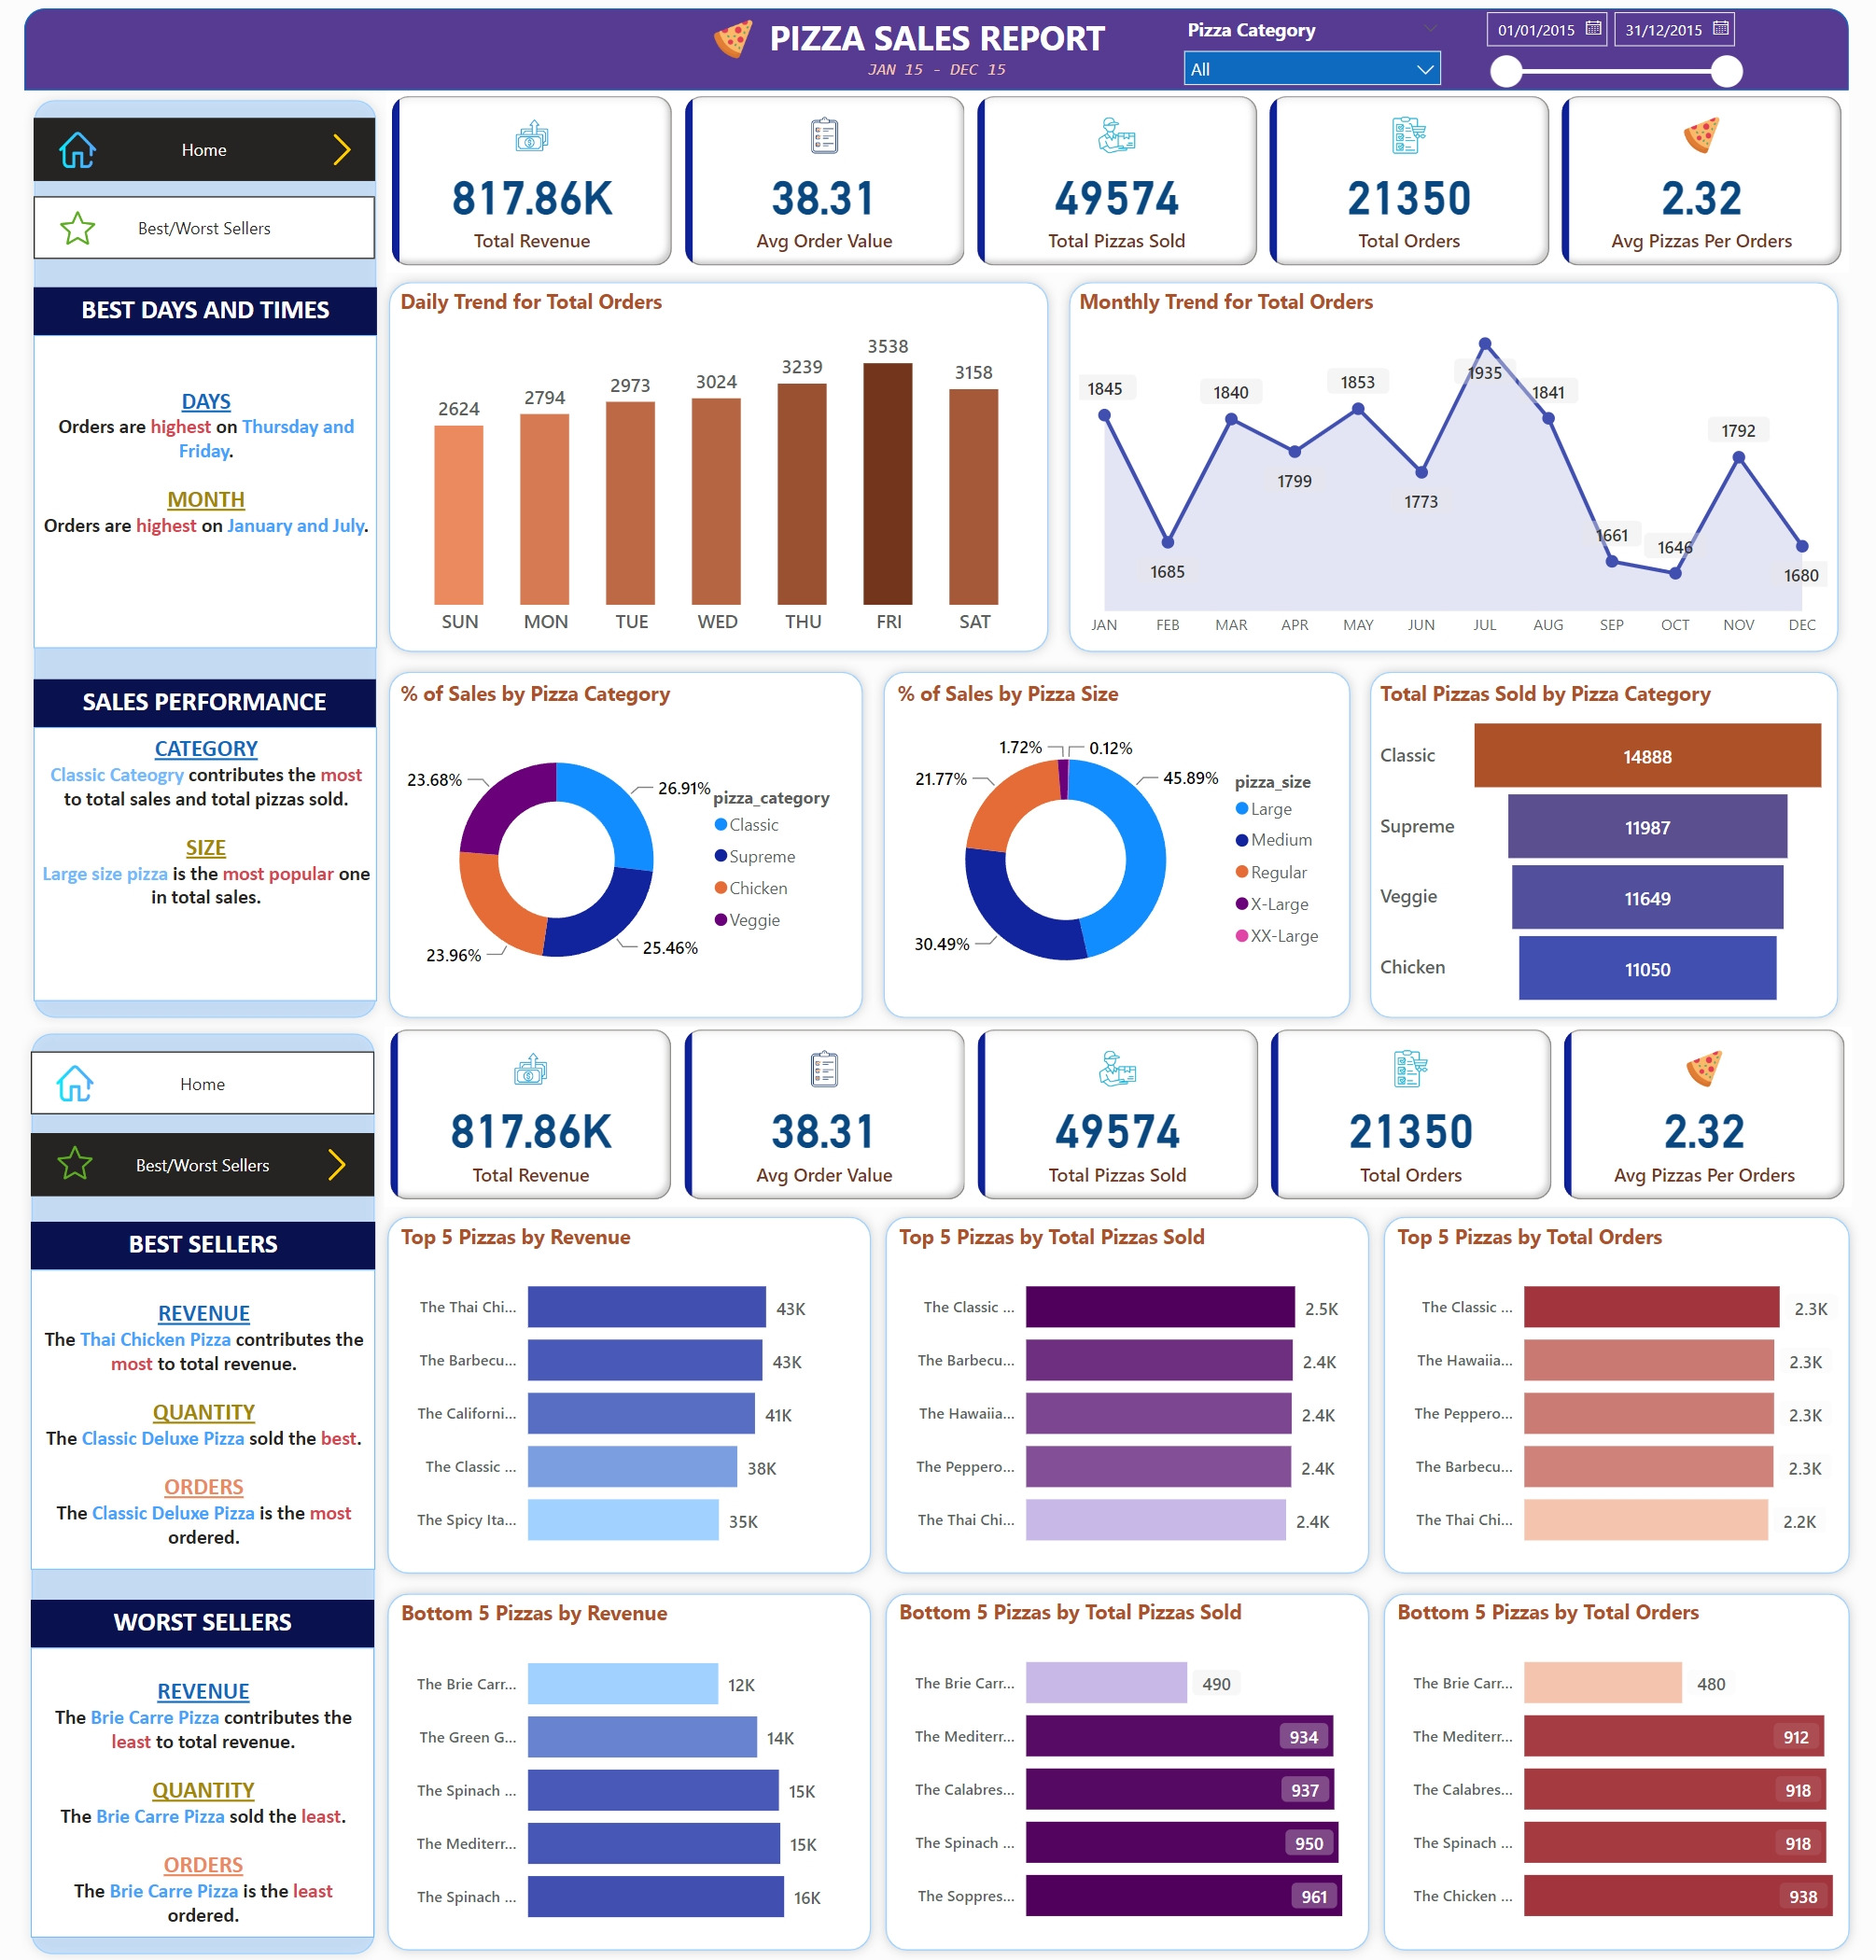 PIZZA SALES REPORT
JAN 15 - DEC 15
Pizza Category
All
01/01/2015
31/12/2015
Home
Best/Worst Sellers
817.86K
Total Revenue
38.31
Avg Order Value
49574
Total Pizzas Sold
21350
Total Orders
2.32
Avg Pizzas Per Orders
BEST DAYS AND TIMES
DAYS
Orders are highest on Thursday and
Friday.
MONTH
Orders are highest on January and July.
Daily Trend for Total Orders
2624
2794
2973
3024
3239
3538
3158
SUN MON TUE WED THU FRI SAT
Monthly Trend for Total Orders
1845
1685
1840
1799
1853
1773
1935
1841
1661
1646
1792
1680
JAN FEB MAR APR MAY JUN JUL AUG SEP OCT NOV DEC
SALES PERFORMANCE
CATEGORY
Classic Cateogry contributes the most
to total sales and total pizzas sold.
SIZE
Large size pizza is the most popular one
in total sales.
% of Sales by Pizza Category
23.68%
26.91%
23.96%
25.46%
pizza_category
Classic
Supreme
Chicken
Veggie
% of Sales by Pizza Size
1.72%
0.12%
21.77%
45.89%
30.49%
pizza_size
Large
Medium
Regular
X-Large
XX-Large
Total Pizzas Sold by Pizza Category
Classic 14888
Supreme 11987
Veggie 11649
Chicken 11050
Home
Best/Worst Sellers
817.86K
Total Revenue
38.31
Avg Order Value
49574
Total Pizzas Sold
21350
Total Orders
2.32
Avg Pizzas Per Orders
BEST SELLERS
REVENUE
The Thai Chicken Pizza contributes the
most to total revenue.
QUANTITY
The Classic Deluxe Pizza sold the best.
ORDERS
The Classic Deluxe Pizza is the most
ordered.
Top 5 Pizzas by Revenue
The Thai Chi... 43K
The Barbecu... 43K
The Californi... 41K
The Classic ... 38K
The Spicy Ita... 35K
Top 5 Pizzas by Total Pizzas Sold
The Classic ... 2.5K
The Barbecu... 2.4K
The Hawaiia... 2.4K
The Peppero... 2.4K
The Thai Chi... 2.4K
Top 5 Pizzas by Total Orders
The Classic ... 2.3K
The Hawaiia... 2.3K
The Peppero... 2.3K
The Barbecu... 2.3K
The Thai Chi... 2.2K
WORST SELLERS
REVENUE
The Brie Carre Pizza contributes the
least to total revenue.
QUANTITY
The Brie Carre Pizza sold the least.
ORDERS
The Brie Carre Pizza is the least
ordered.
Bottom 5 Pizzas by Revenue
The Brie Carr... 12K
The Green G... 14K
The Spinach ... 15K
The Mediterr... 15K
The Spinach ... 16K
Bottom 5 Pizzas by Total Pizzas Sold
The Brie Carr... 490
The Mediterr... 934
The Calabres... 937
The Spinach ... 950
The Soppres... 961
Bottom 5 Pizzas by Total Orders
The Brie Carr... 480
The Mediterr... 912
The Calabres... 918
The Spinach ... 918
The Chicken ... 938